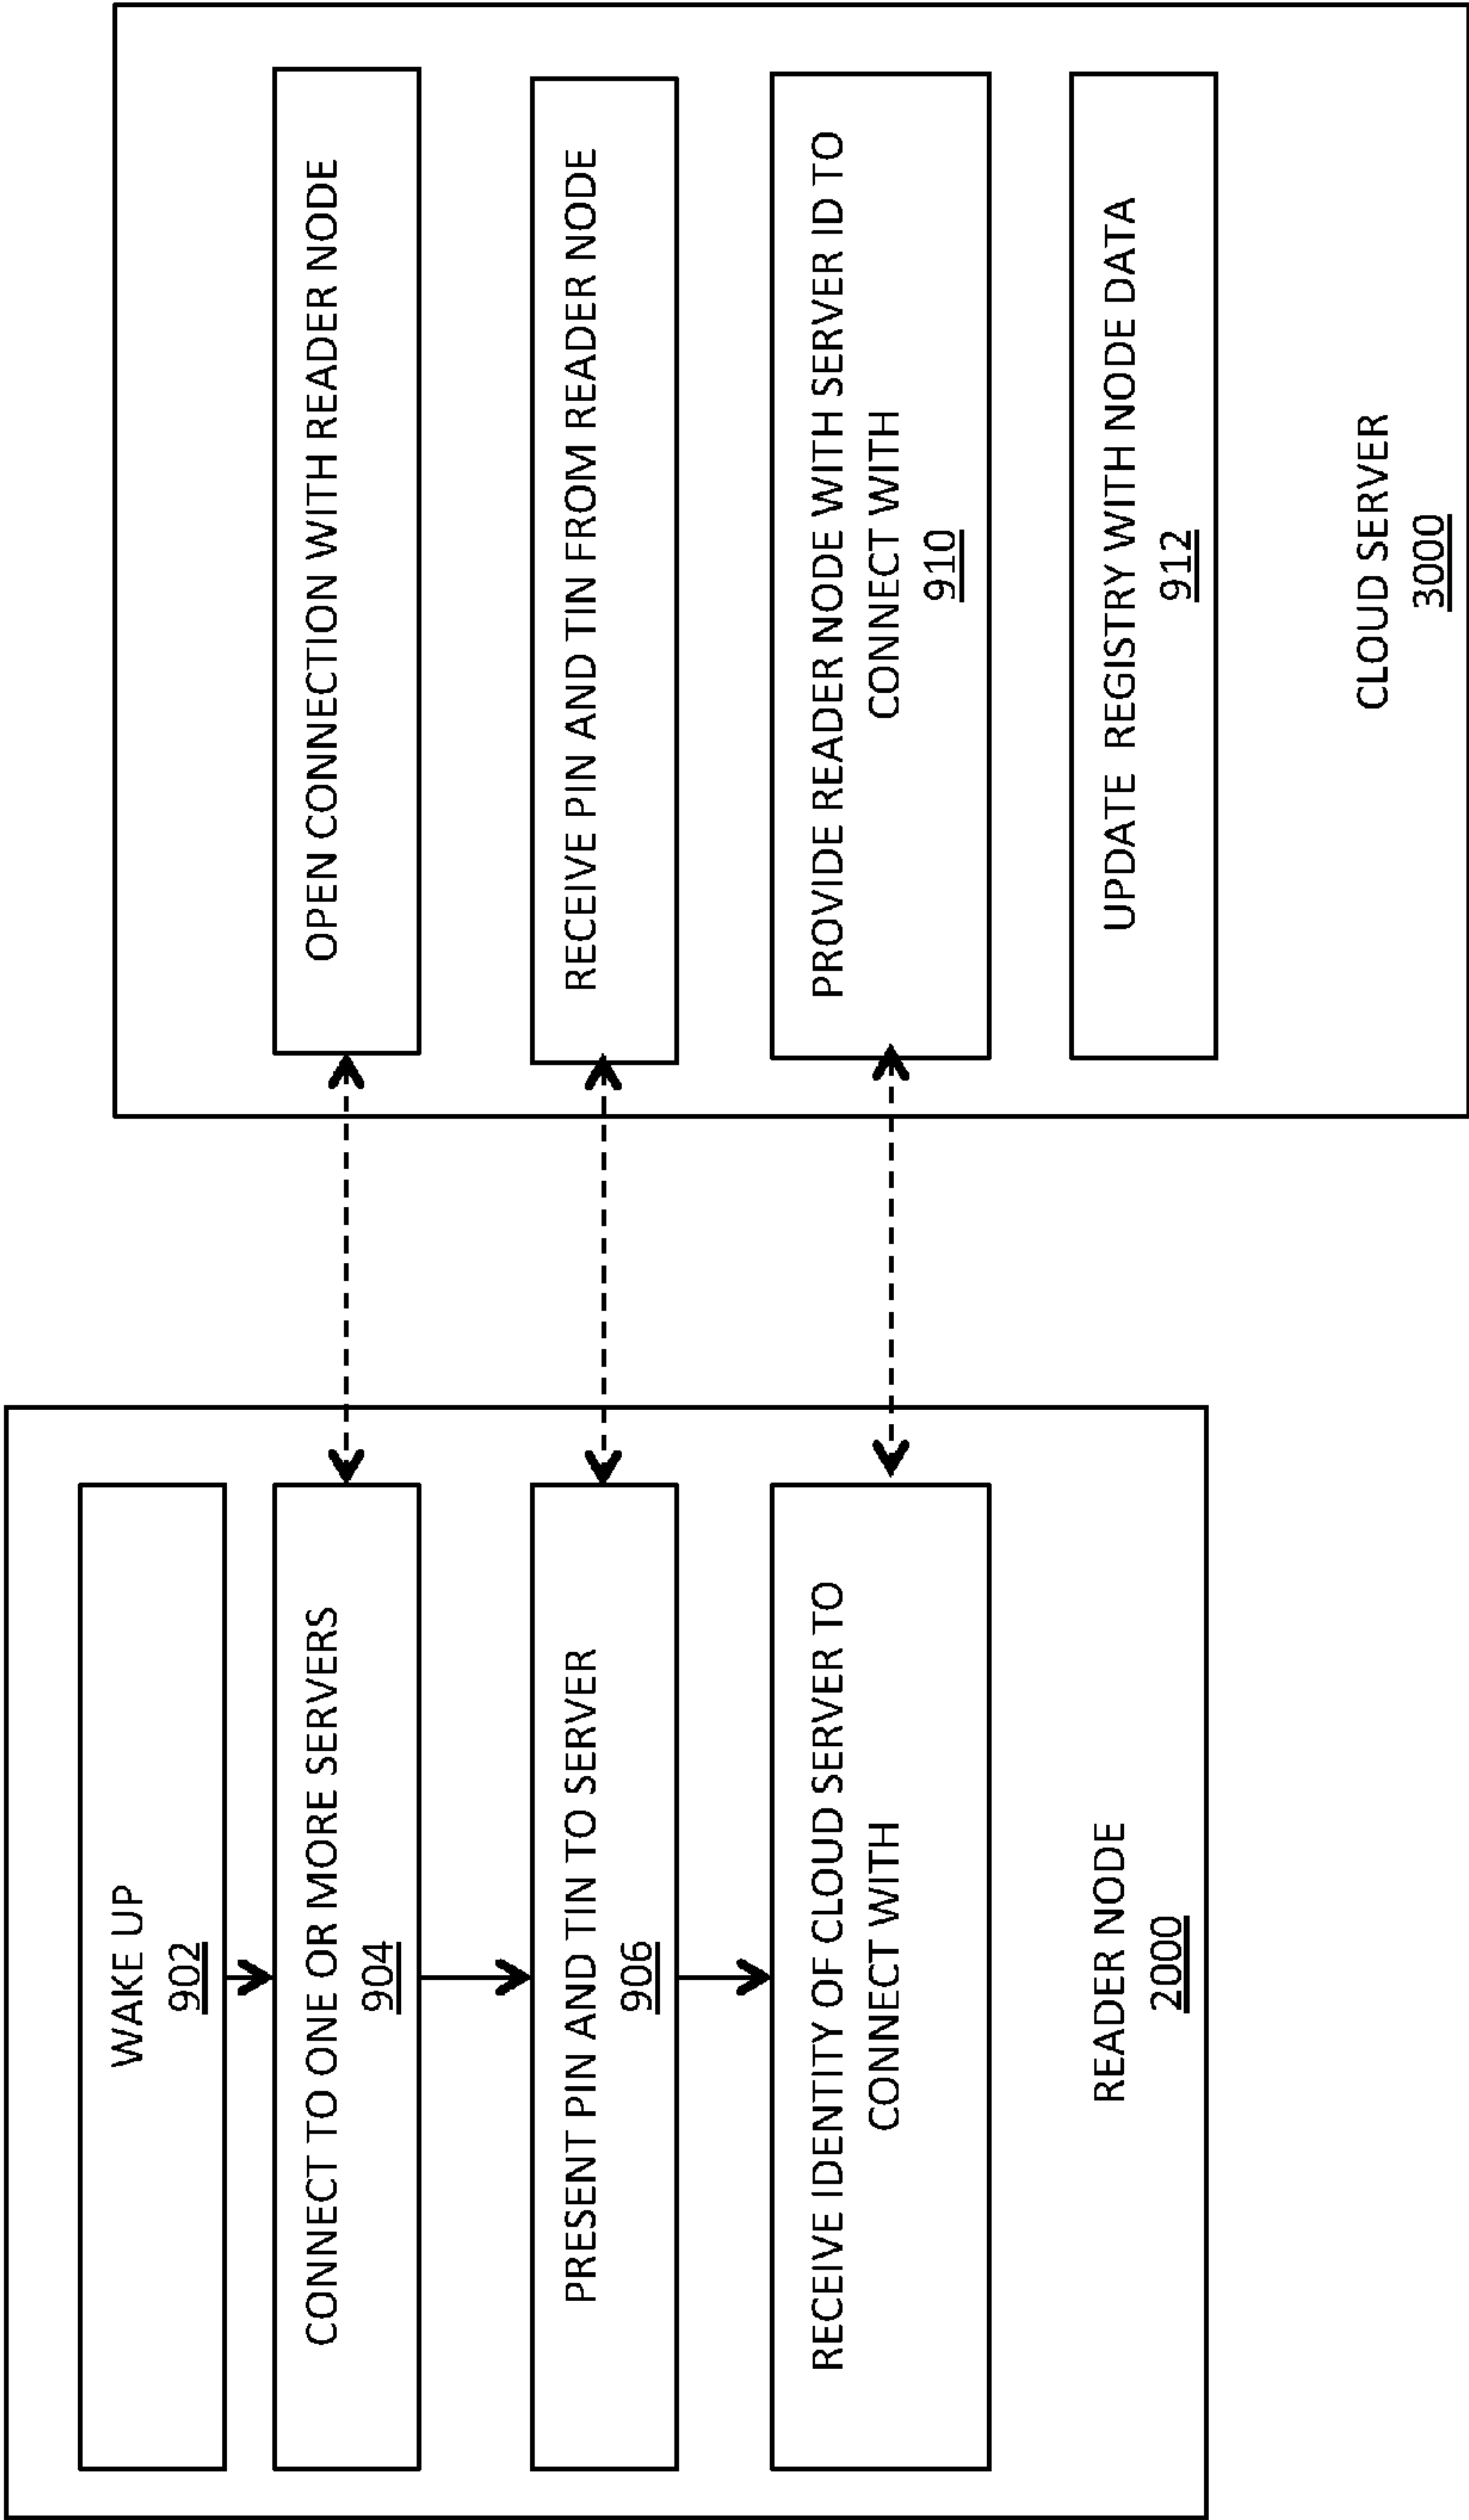 WAKE UP
902
CONNECT TO ONE OR MORE SERVERS
904
PRESENT PIN AND TIN TO SERVER
906
RECEIVE IDENTITY OF CLOUD SERVER TO
CONNECT WITH
READER NODE
2000
OPEN CONNECTION WITH READER NODE
RECEIVE PIN AND TIN FROM READER NODE
PROVIDE READER NODE WITH SERVER ID TO
CONNECT WITH
910
UPDATE REGISTRY WITH NODE DATA
912
CLOUD SERVER
3000